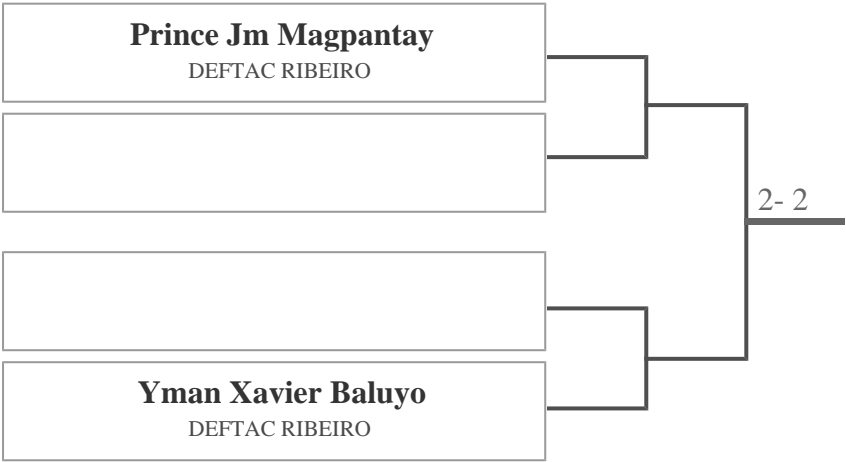 Prince Jm Magpantay
DEFTAC RIBEIRO
2- 2
Yman Xavier Baluyo
DEFTAC RIBEIRO